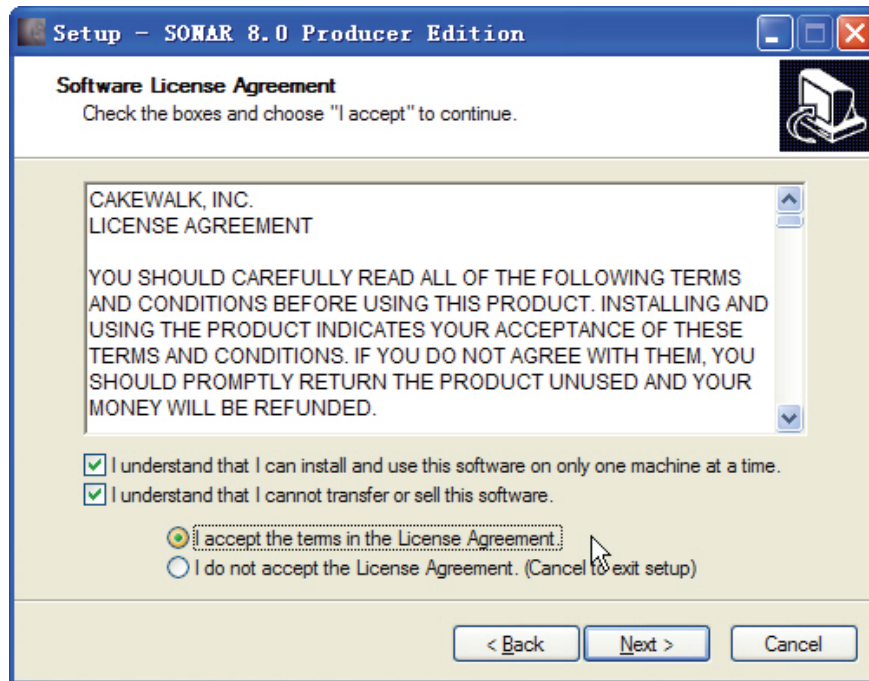 Setup - SONAR 8.0 Producer Edition
Software License Agreement
Check the boxes and choose "I accept" to continue.
CAKEWALK, INC.
LICENSE AGREEMENT
YOU SHOULD CAREFULLY READ ALL OF THE FOLLOWING TERMS
AND CONDITIONS BEFORE USING THIS PRODUCT. INSTALLING AND
USING THE PRODUCT INDICATES YOUR ACCEPTANCE OF THESE
TERMS AND CONDITIONS. IF YOU DO NOT AGREE WITH THEM, YOU
SHOULD PROMPTLY RETURN THE PRODUCT UNUSED AND YOUR
MONEY WILL BE REFUNDED.
I understand that I can install and use this software on only one machine at a time.
I understand that I cannot transfer or sell this software.
I accept the terms in the License Agreement.
I do not accept the License Agreement. (Cancel to exit setup)
< Back Next > Cancel